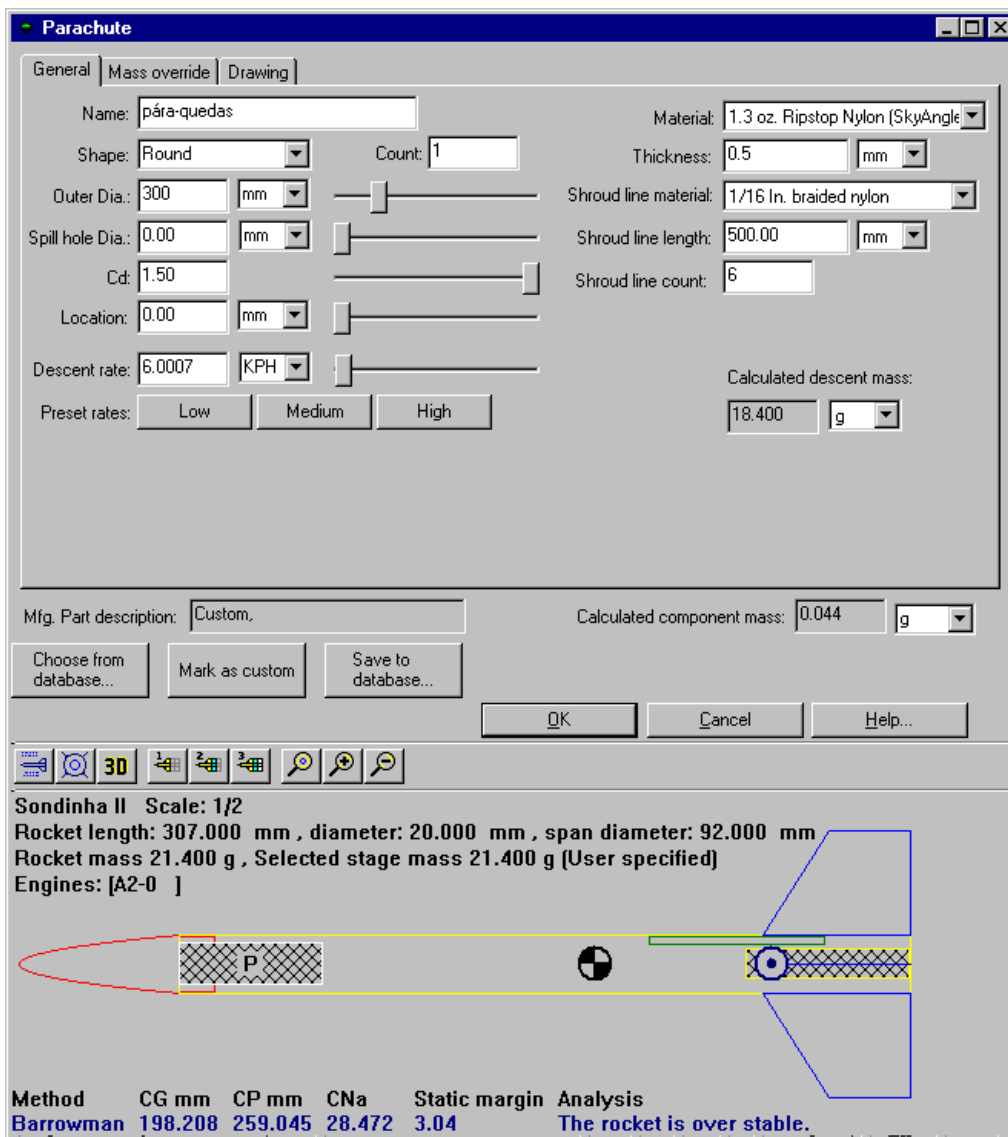 Parachute
General Mass override Drawing
Name: pára-quedas Material: 1.3 oz. Ripstop Nylon (SkyAngle
Shape: Round Count: 1 Thickness: 0.5 mm
Outer Dia.: 300 mm Shroud line material: 1/16 In. braided nylon
Spill hole Dia.: 0.00 mm Shroud line length: 500.00 mm
Cd: 1.50 Shroud line count: 6
Location: 0.00 mm
Descent rate: 6.0007 KPH Calculated descent mass:
Preset rates: Low Medium High 18.400 g
Mfg. Part description: Custom, Calculated component mass: 0.044 g
Choose from database... Mark as custom Save to database...
OK Cancel Help...
3D 1 2 3
Sondinha II Scale: 1/2
Rocket length: 307.000 mm , diameter: 20.000 mm , span diameter: 92.000 mm
Rocket mass 21.400 g , Selected stage mass 21.400 g (User specified)
Engines: [A2-0 ]
P
Method CG mm CP mm CNa Static margin Analysis
Barrowman 198.208 259.045 28.472 3.04 The rocket is over stable.